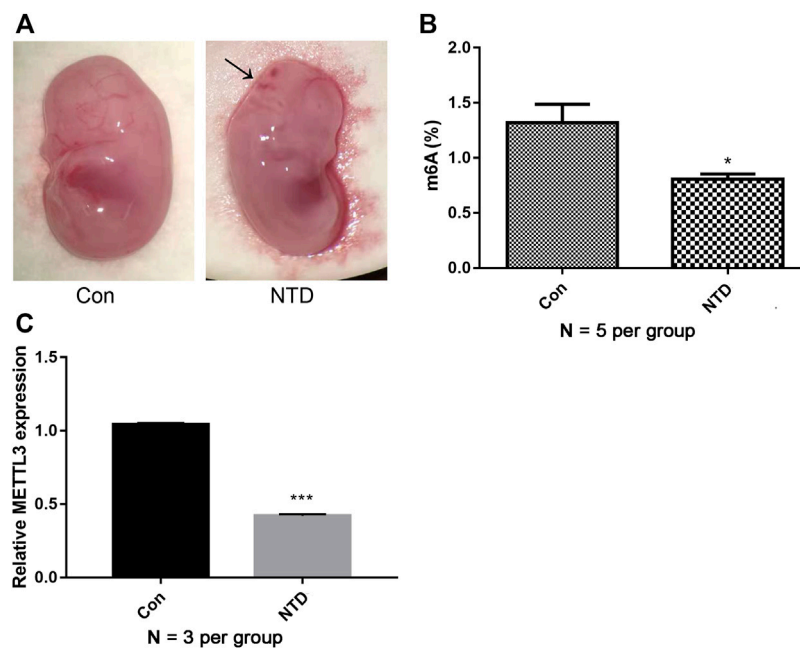 A
Con
NTD
B
2.0
1.5
1.0
0.5
0.0
m6A (%)
*
Con
NTD
N = 5 per group
C
1.5
1.0
0.5
0.0
Relative METTL3 expression
***
Con
NTD
N = 3 per group